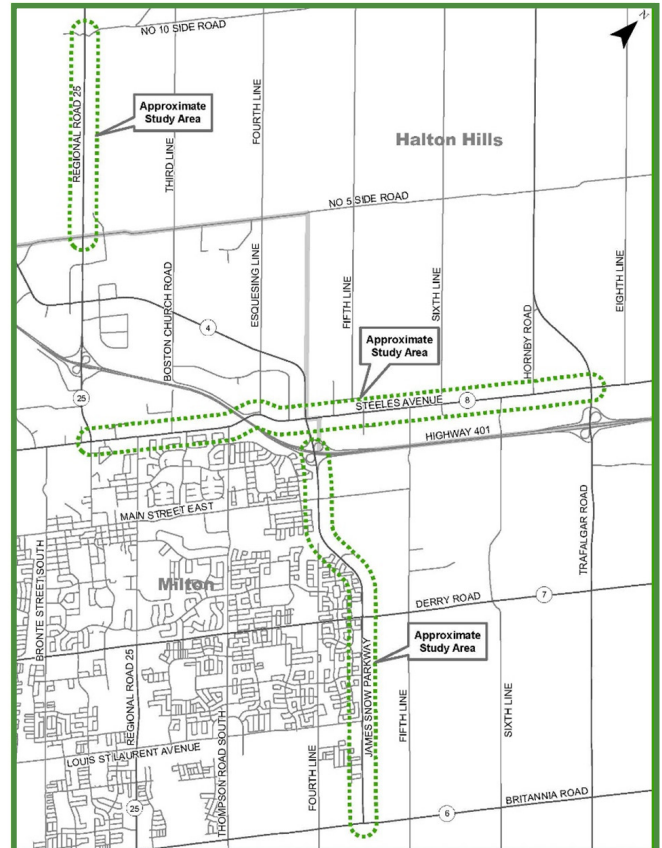 N
NO 10 SIDE ROAD
REGIONAL ROAD 25
Approximate
Study Area
THIRD LINE
FOURTH LINE
Halton Hills
NO 5 SIDE ROAD
BOSTON CHURCH ROAD
ESQUESING LINE
FIFTH LINE
SIXTH LINE
HORNBY ROAD
EIGHTH LINE
4
Approximate
Study Area
25
STEELES AVENUE
8
HIGHWAY 401
MAIN STREET EAST
BRONTE STREET SOUTH
Milton
TRAFALGAR ROAD
DERRY ROAD
7
Approximate
Study Area
REGIONAL ROAD 25
JAMES SNOW PARKWAY
FIFTH LINE
SIXTH LINE
LOUIS ST LAURENT AVENUE
THOMPSON ROAD SOUTH
FOURTH LINE
25
6
BRITANNIA ROAD